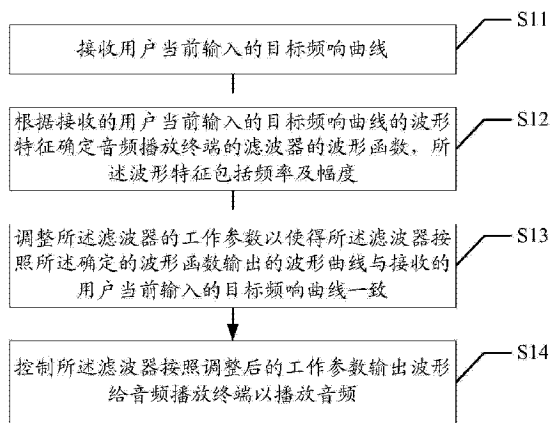 接收用户当前输入的目标频响曲线
S11
根据接收的用户当前输入的目标频响曲线的波形
特征确定音频播放终端的滤波器的波形函数，所
述波形特征包括频率及幅度
S12
调整所述滤波器的工作参数以使得所述滤波器按
照所述确定的波形函数输出的波形曲线与接收的
用户当前输入的目标频响曲线一致
S13
控制所述滤波器按照调整后的工作参数输出波形
给音频播放终端以播放音频
S14